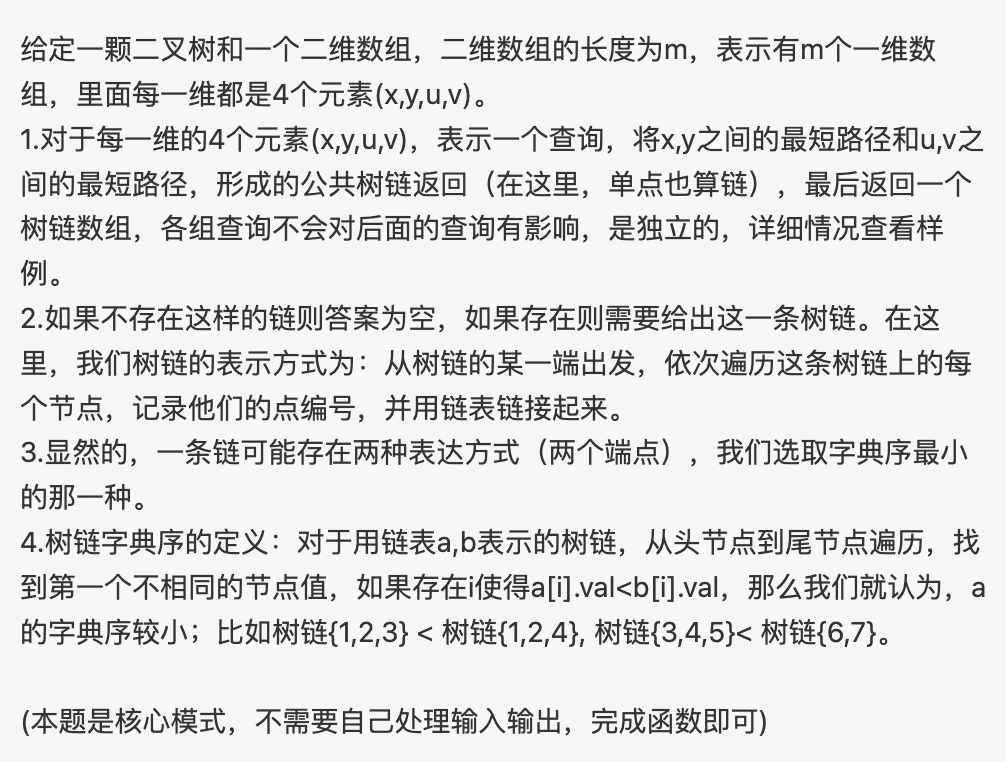 给定一颗二叉树和一个二维数组，二维数组的长度为m，表示有m个一维数
组，里面每一维都是4个元素(x,y,u,v)。
1.对于每一维的4个元素(x,y,u,v)，表示一个查询，将x,y之间的最短路径和u,v之
间的最短路径，形成的公共树链返回（在这里，单点也算链），最后返回一个
树链数组，各组查询不会对后面的查询有影响，是独立的，详细情况查看样
例。
2.如果不存在这样的链则答案为空，如果存在则需要给出这一条树链。在这
里，我们树链的表示方式为：从树链的某一端出发，依次遍历这条树链上的每
个节点，记录他们的点编号，并用链表链接起来。
3.显然的，一条链可能存在两种表达方式（两个端点），我们选取字典序最小
的那一种。
4.树链字典序的定义：对于用链表a,b表示的树链，从头节点到尾节点遍历，找
到第一个不相同的节点值，如果存在i使得a[i].val<b[i].val，那么我们就认为，a
的字典序较小；比如树链{1,2,3} < 树链{1,2,4}, 树链{3,4,5}< 树链{6,7}。
(本题是核心模式，不需要自己处理输入输出，完成函数即可)